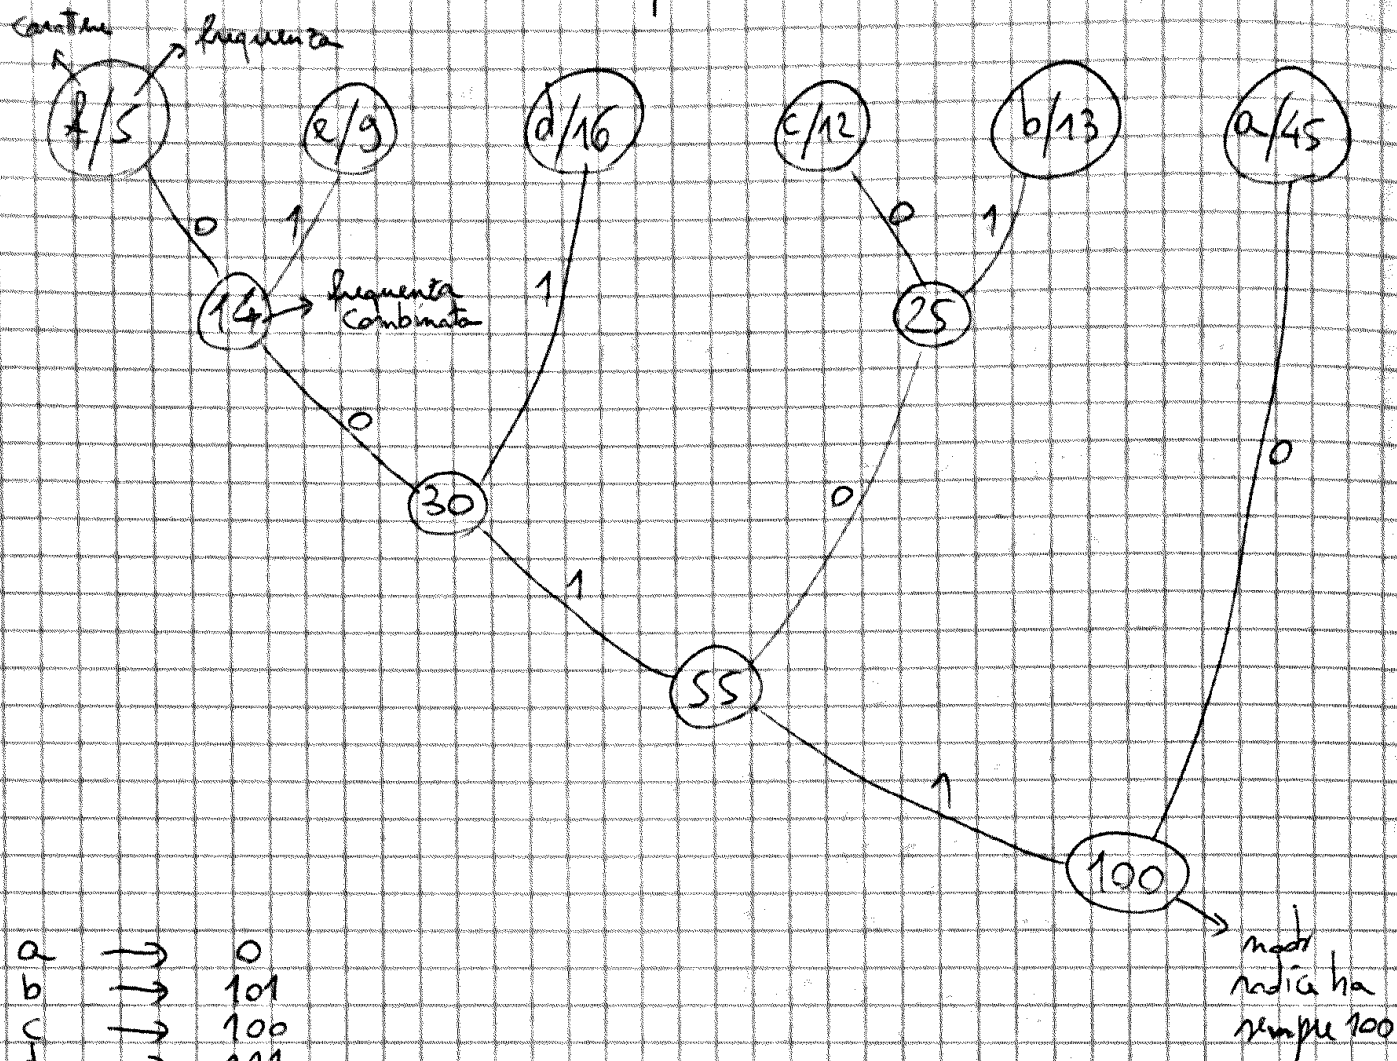 carattere
frequenza
f/5
e/9
d/16
c/12
b/13
a/45
0
1
0
1
14
frequenza
combinata
1
25
0
0
30
0
1
55
1
100
nodo
radice ha
sempre 100
a → 0
b → 101
c → 100
d → 111